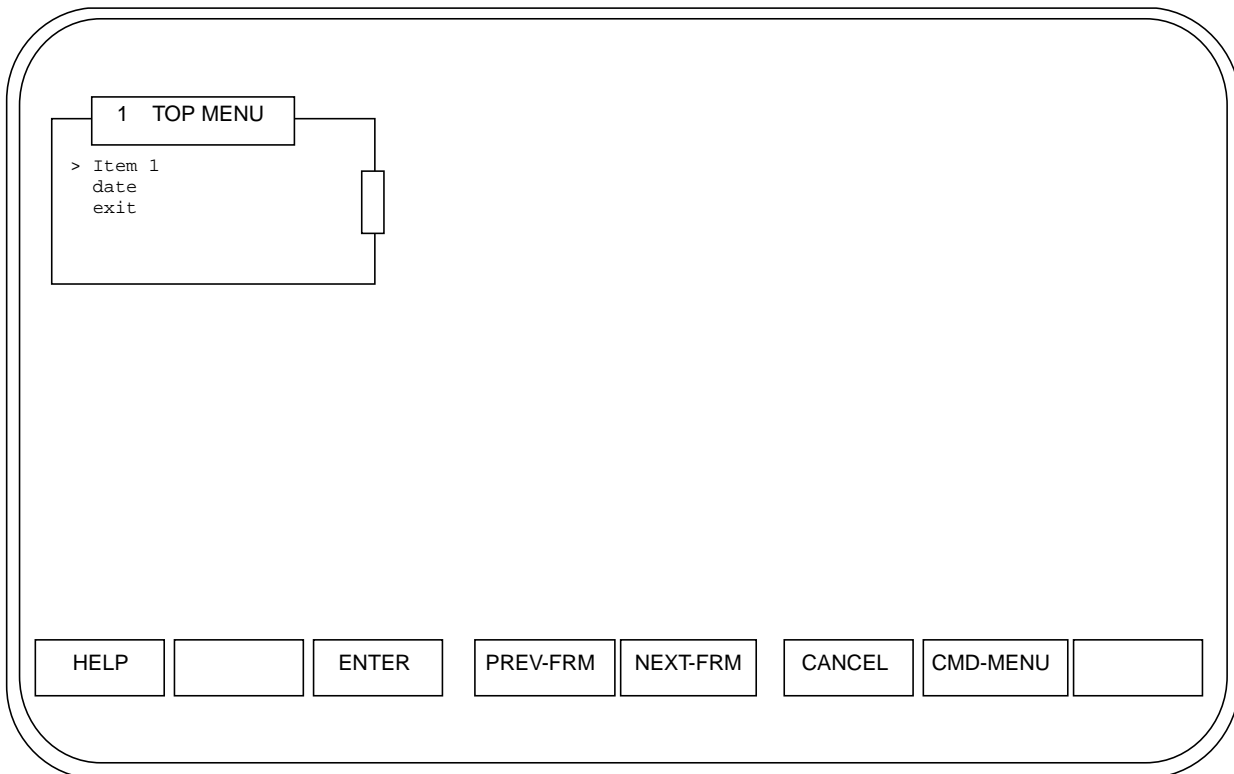 1 TOP MENU
> Item 1
date
exit
HELP ENTER PREV-FRM NEXT-FRM CANCEL CMD-MENU